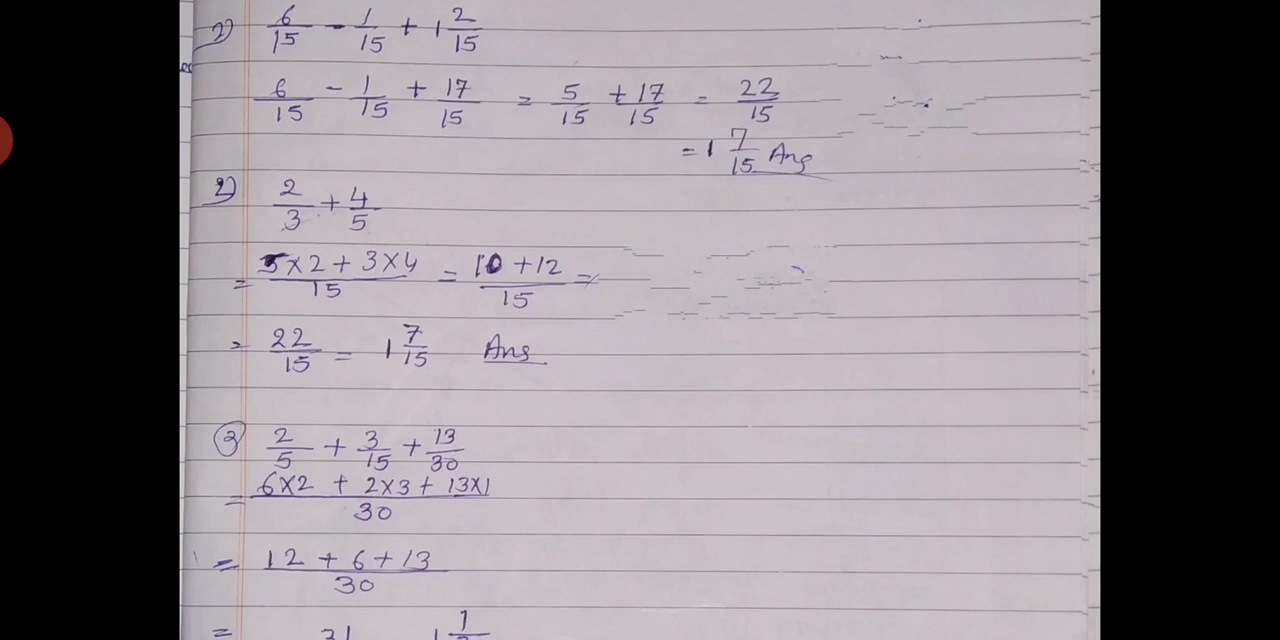 2) 6/15 - 1/15 + 1 2/15
6/15 - 1/15 + 17/15 = 5/15 + 17/15 = 22/15
= 1 7/15 Ans
2) 2/3 + 4/5
= 5×2 + 3×4 / 15 = 10 + 12 / 15 =
= 22/15 = 1 7/15 Ans
3 2/5 + 3/15 + 13/30
= 6×2 + 2×3 + 13×1 / 30
= 12 + 6 + 13 / 30
= 31 1 1